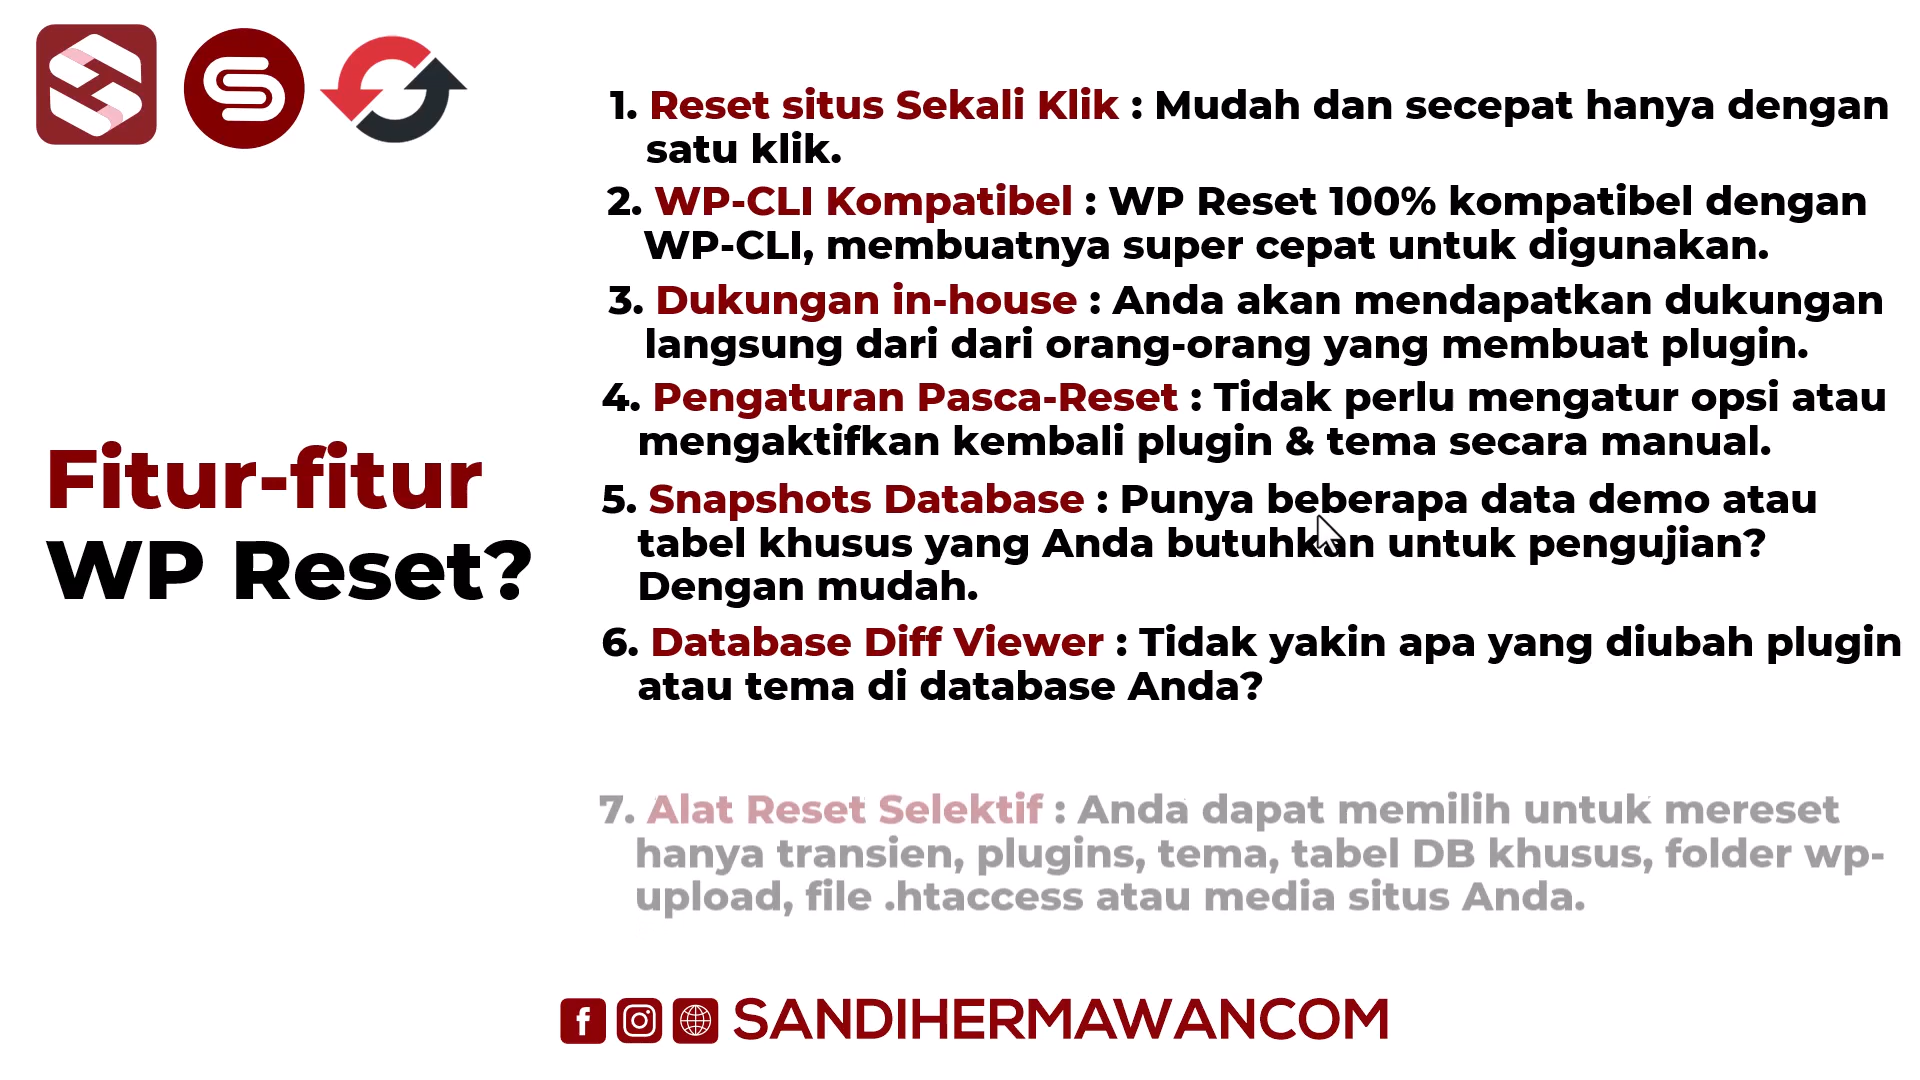 Fitur-fitur
WP Reset?
1. Reset situs Sekali Klik : Mudah dan secepat hanya dengan
satu klik.
2. WP-CLI Kompatibel : WP Reset 100% kompatibel dengan
WP-CLI, membuatnya super cepat untuk digunakan.
3. Dukungan in-house : Anda akan mendapatkan dukungan
langsung dari dari orang-orang yang membuat plugin.
4. Pengaturan Pasca-Reset : Tidak perlu mengatur opsi atau
mengaktifkan kembali plugin & tema secara manual.
5. Snapshots Database : Punya beberapa data demo atau
tabel khusus yang Anda butuhkan untuk pengujian?
Dengan mudah.
6. Database Diff Viewer : Tidak yakin apa yang diubah plugin
atau tema di database Anda?
7. Alat Reset Selektif : Anda dapat memilih untuk mereset
hanya transien, plugins, tema, tabel DB khusus, folder wp-
upload, file .htaccess atau media situs Anda.
SANDIHERMAWANCOM